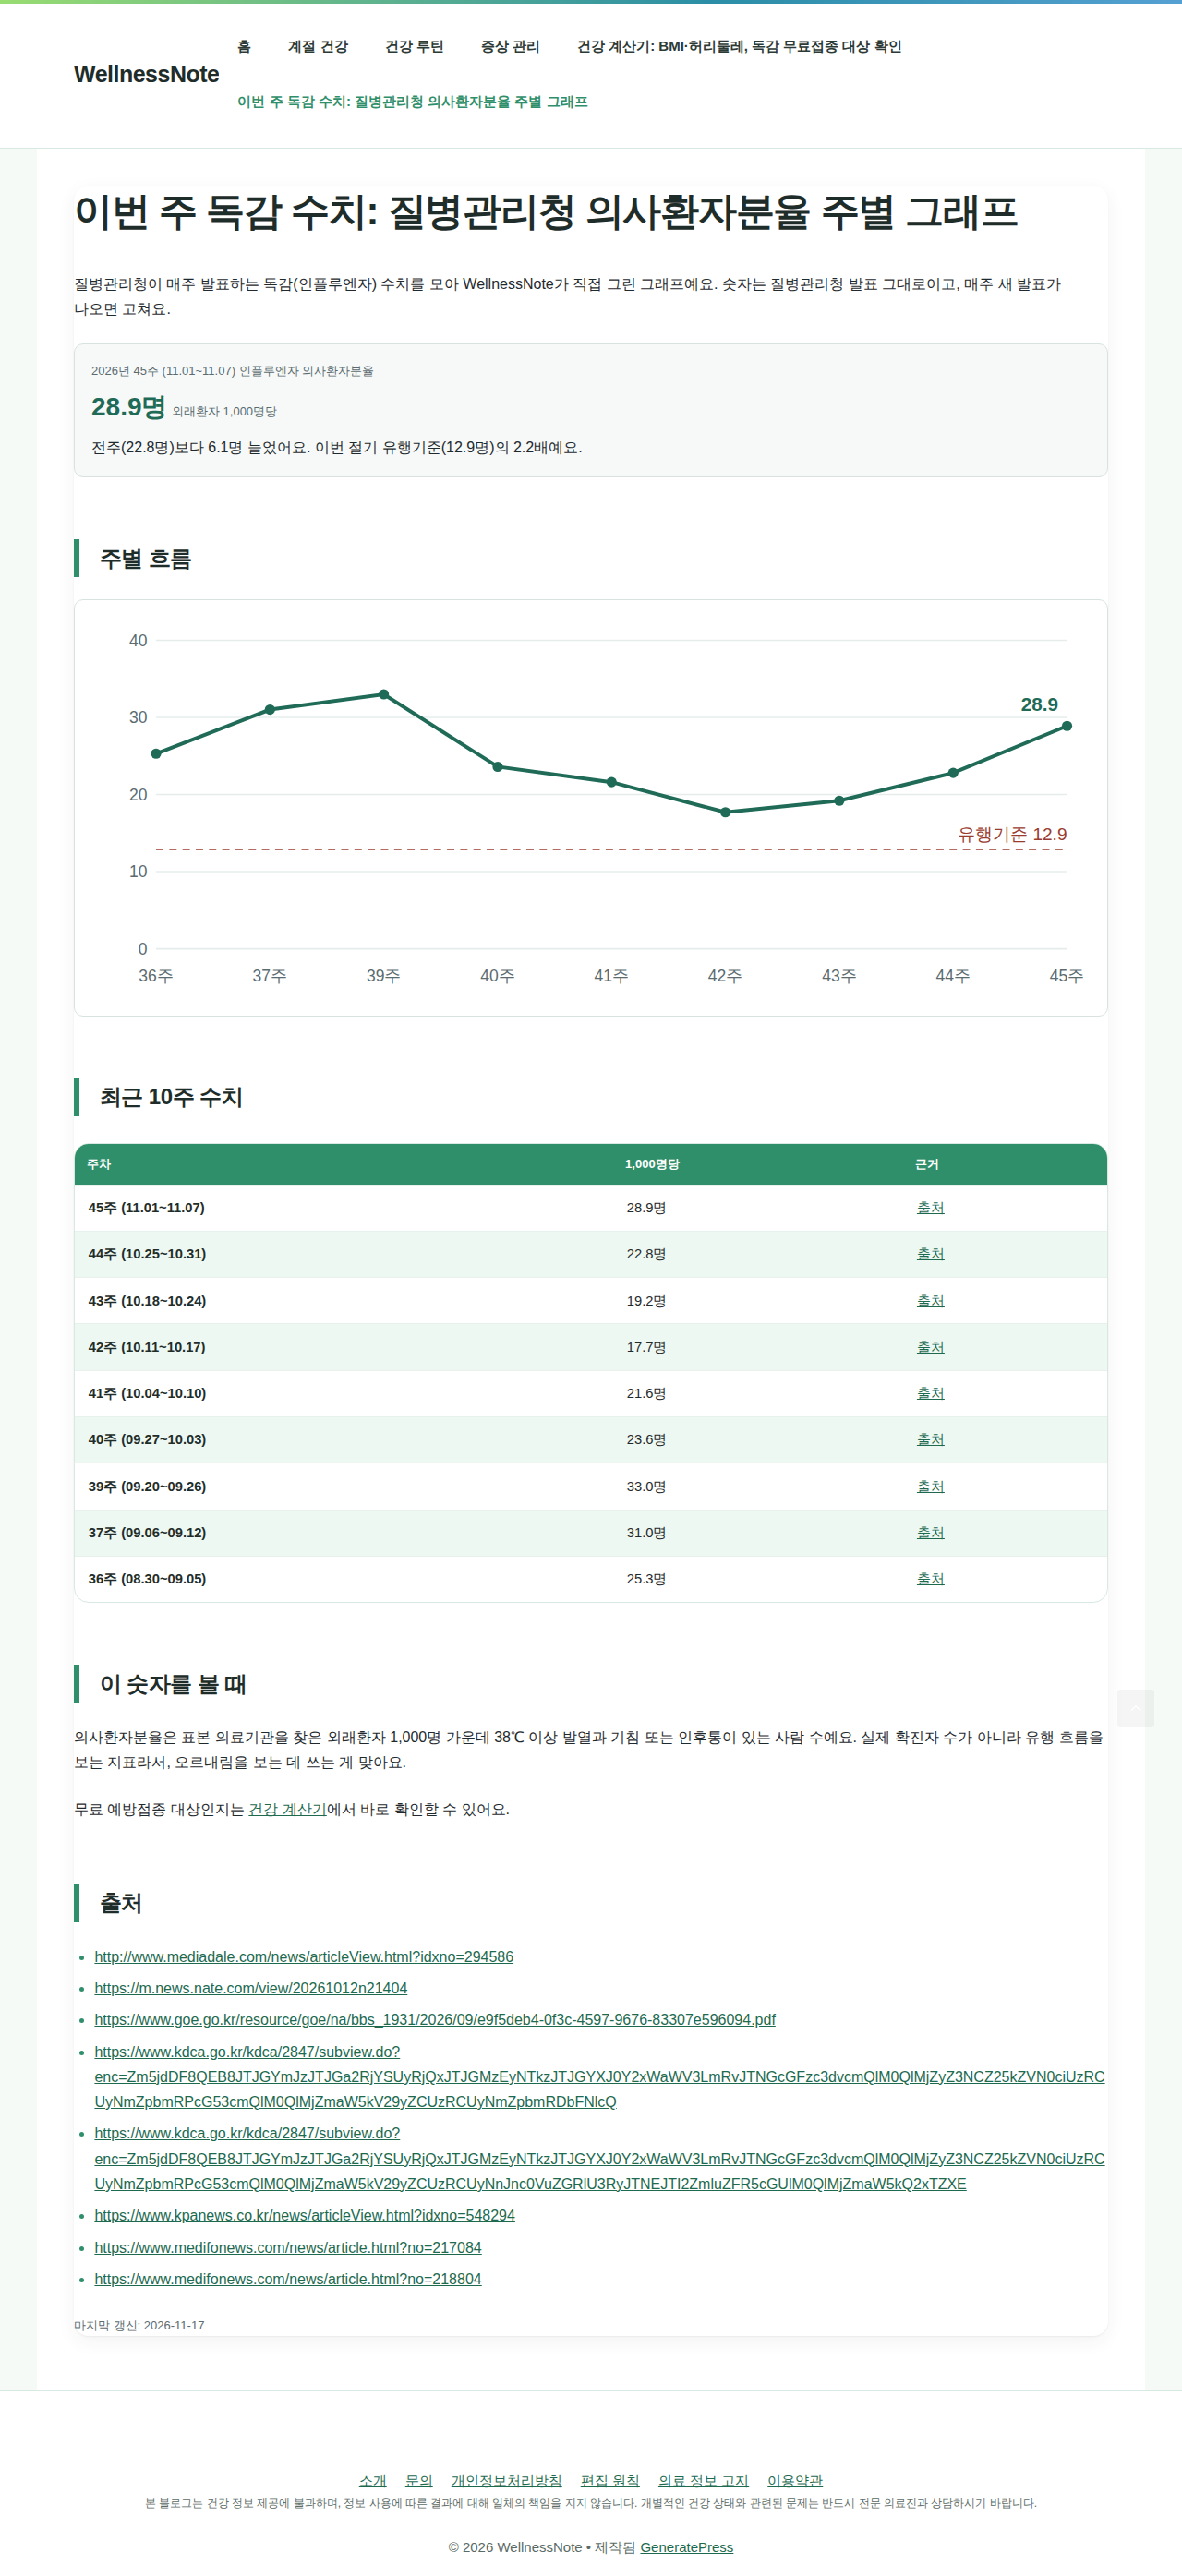 WellnessNote
홈 계절 건강 건강 루틴 증상 관리 건강 계산기: BMI·허리둘레, 독감 무료접종 대상 확인
이번 주 독감 수치: 질병관리청 의사환자분율 주별 그래프
이번 주 독감 수치: 질병관리청 의사환자분율 주별 그래프
질병관리청이 매주 발표하는 독감(인플루엔자) 수치를 모아 WellnessNote가 직접 그린 그래프예요. 숫자는 질병관리청 발표 그대로이고, 매주 새 발표가
나오면 고쳐요.
2026년 45주 (11.01~11.07) 인플루엔자 의사환자분율
28.9명 외래환자 1,000명당
전주(22.8명)보다 6.1명 늘었어요. 이번 절기 유행기준(12.9명)의 2.2배예요.
주별 흐름
40
30
20
10
0
28.9
유행기준 12.9
36주 37주 39주 40주 41주 42주 43주 44주 45주
최근 10주 수치
주차 1,000명당 근거
45주 (11.01~11.07) 28.9명 출처
44주 (10.25~10.31) 22.8명 출처
43주 (10.18~10.24) 19.2명 출처
42주 (10.11~10.17) 17.7명 출처
41주 (10.04~10.10) 21.6명 출처
40주 (09.27~10.03) 23.6명 출처
39주 (09.20~09.26) 33.0명 출처
37주 (09.06~09.12) 31.0명 출처
36주 (08.30~09.05) 25.3명 출처
이 숫자를 볼 때
의사환자분율은 표본 의료기관을 찾은 외래환자 1,000명 가운데 38℃ 이상 발열과 기침 또는 인후통이 있는 사람 수예요. 실제 확진자 수가 아니라 유행 흐름을
보는 지표라서, 오르내림을 보는 데 쓰는 게 맞아요.
무료 예방접종 대상인지는 건강 계산기에서 바로 확인할 수 있어요.
출처
http://www.mediadale.com/news/articleView.html?idxno=294586
https://m.news.nate.com/view/20261012n21404
https://www.goe.go.kr/resource/goe/na/bbs_1931/2026/09/e9f5deb4-0f3c-4597-9676-83307e596094.pdf
https://www.kdca.go.kr/kdca/2847/subview.do?
enc=Zm5jdDF8QEB8JTJGYmJzJTJGa2RjYSUyRjQxJTJGMzEyNTkzJTJGYXJ0Y2xWaWV3LmRvJTNGcGFzc3dvcmQlM0QlMjZyZ3NCZ25kZVN0ciUzRC
UyNmZpbmRPcG53cmQlM0QlMjZmaW5kV29yZCUzRCUyNmZpbmRDbFNlcQ
https://www.kdca.go.kr/kdca/2847/subview.do?
enc=Zm5jdDF8QEB8JTJGYmJzJTJGa2RjYSUyRjQxJTJGMzEyNTkzJTJGYXJ0Y2xWaWV3LmRvJTNGcGFzc3dvcmQlM0QlMjZyZ3NCZ25kZVN0ciUzRC
UyNmZpbmRPcG53cmQlM0QlMjZmaW5kV29yZCUzRCUyNnJnc0VuZGRlU3RyJTNEJTI2ZmluZFR5cGUlM0QlMjZmaW5kQ2xTZXE
https://www.kpanews.co.kr/news/articleView.html?idxno=548294
https://www.medifonews.com/news/article.html?no=217084
https://www.medifonews.com/news/article.html?no=218804
마지막 갱신: 2026-11-17
소개 문의 개인정보처리방침 편집 원칙 의료 정보 고지 이용약관
본 블로그는 건강 정보 제공에 불과하며, 정보 사용에 따른 결과에 대해 일체의 책임을 지지 않습니다. 개별적인 건강 상태와 관련된 문제는 반드시 전문 의료진과 상담하시기 바랍니다.
© 2026 WellnessNote • 제작됨 GeneratePress